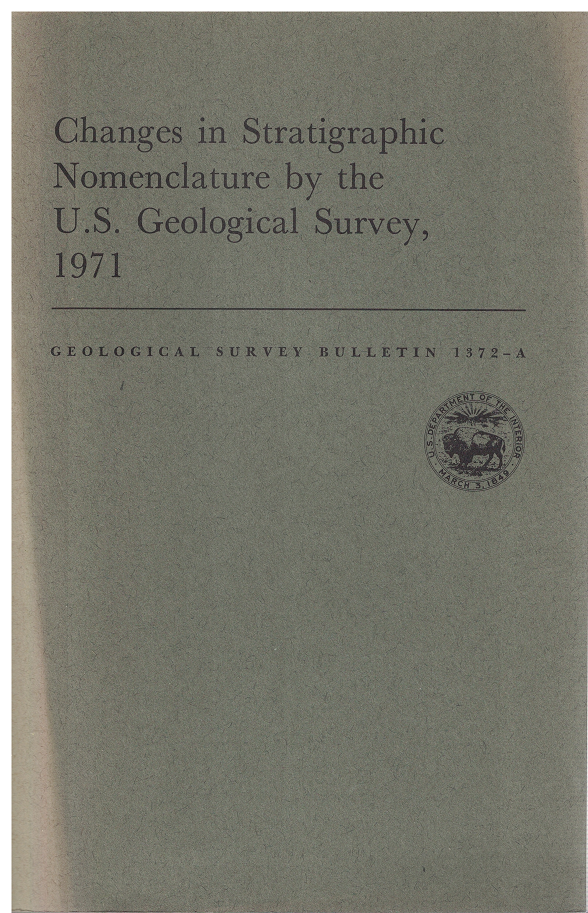 Changes in Stratigraphic
Nomenclature by the
U.S. Geological Survey,
1971
GEOLOGICAL SURVEY BULLETIN 1372–A
U.S. DEPARTMENT OF THE INTERIOR
MARCH 3, 1849